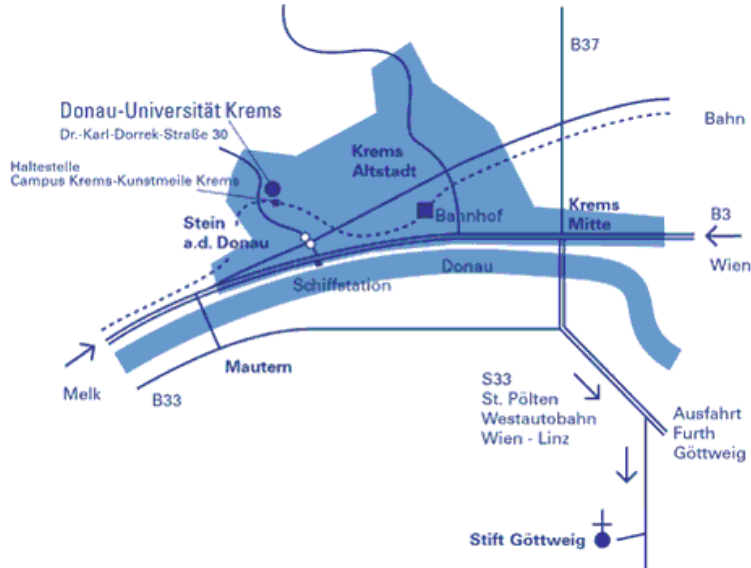 B37
Donau-Universität Krems
Dr.-Karl-Dorrek-Straße 30
Bahn
Haltestelle
Campus Krems-Kunstmeile Krems
Krems
Altstadt
Stein
a.d. Donau
Bahnhof
Krems
Mitte
B3
Wien
Donau
Schiffstation
Mautern
Melk
B33
S33
St. Pölten
Westautobahn
Wien - Linz
Ausfahrt
Furth
Göttweig
Stift Göttweig